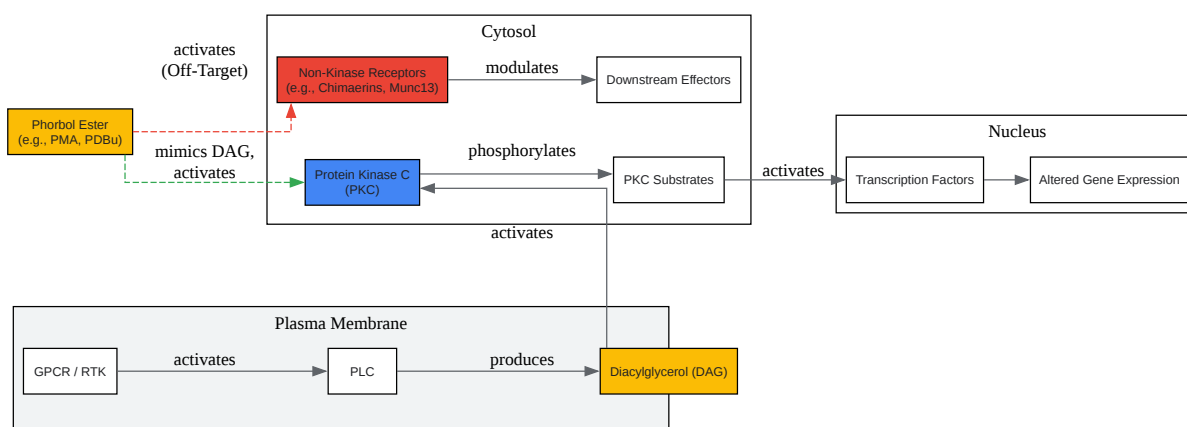 Cytosol
activates
(Off-Target)
Non-Kinase Receptors
(e.g., Chimaerins, Munc13)
modulates
Downstream Effectors
Phorbol Ester
(e.g., PMA, PDBu)
mimics DAG,
activates
Protein Kinase C
(PKC)
phosphorylates
PKC Substrates
activates
Nucleus
Transcription Factors
Altered Gene Expression
activates
Plasma Membrane
GPCR / RTK
activates
PLC
produces
Diacylglycerol (DAG)